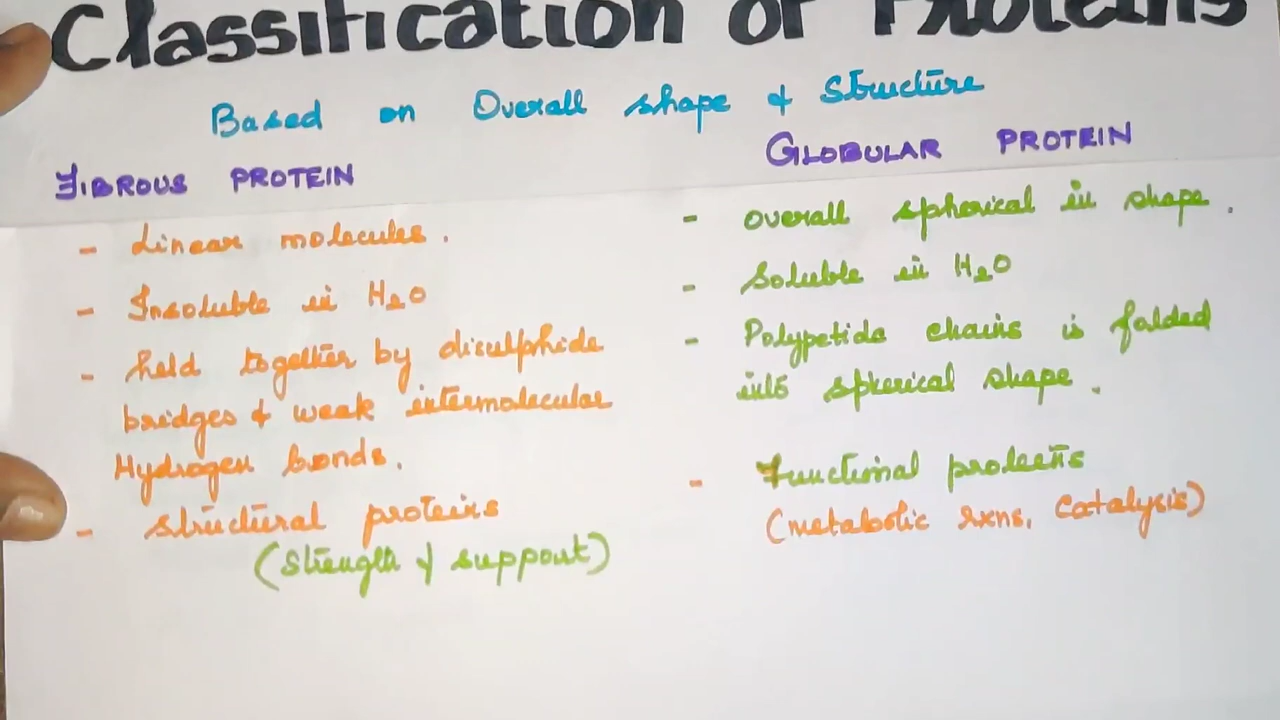 Classification of Proteins
Based on Overall shape & Structure
FIBROUS PROTEIN
- Linear molecules.
- Insoluble in H2O
- held together by disulphide
bridges & weak intermolecular
Hydrogen bonds.
- structural proteins
(strength & support)
GLOBULAR PROTEIN
- overall spherical in shape.
- Soluble in H2O
- Polypetide chains is folded
into spherical shape.
- Functional proteins
(metabolic rxns, catalysis)